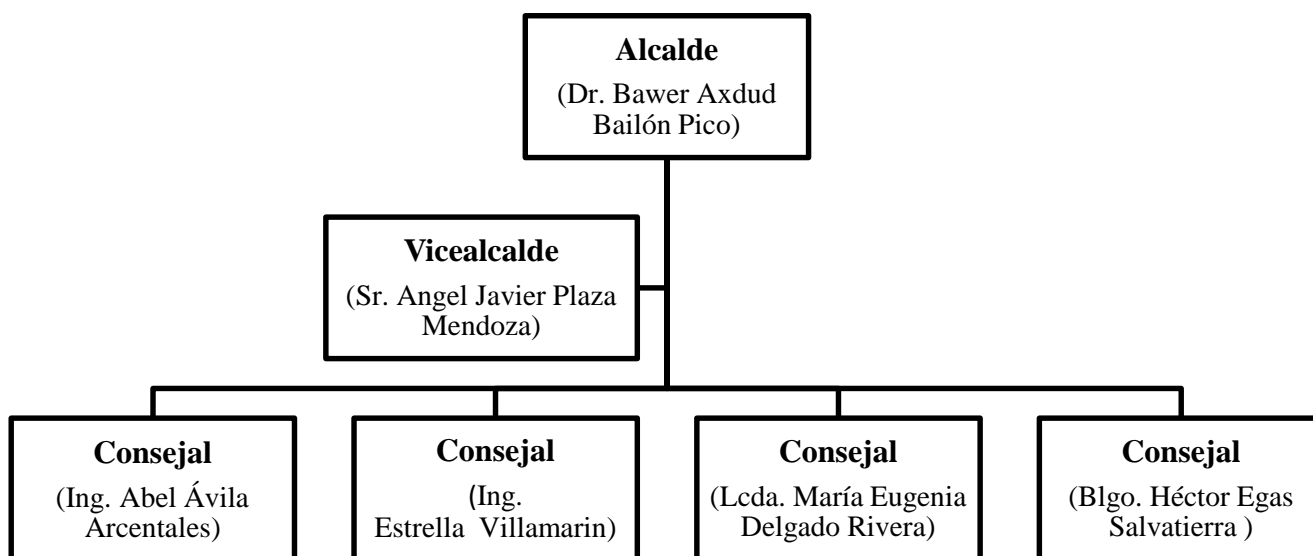 Alcalde
(Dr. Bawer Axdud
Bailón Pico)
Vicealcalde
(Sr. Angel Javier Plaza
Mendoza)
Consejal
(Ing. Abel Ávila
Arcentales)
Consejal
(Ing.
Estrella Villamarin)
Consejal
(Lcda. María Eugenia
Delgado Rivera)
Consejal
(Blgo. Héctor Egas
Salvatierra )